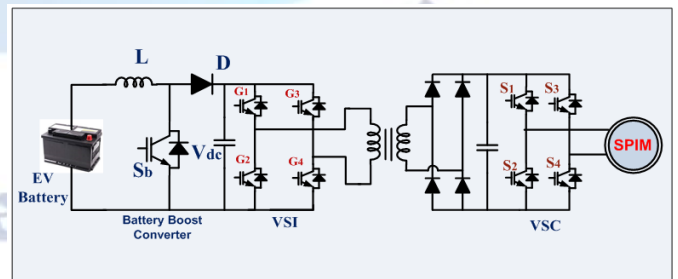 L
D
G1
G3
Sb
Vdc
G2
G4
EV
Battery
Battery Boost
Converter
VSI
S1
S3
S2
S4
SPIM
VSC